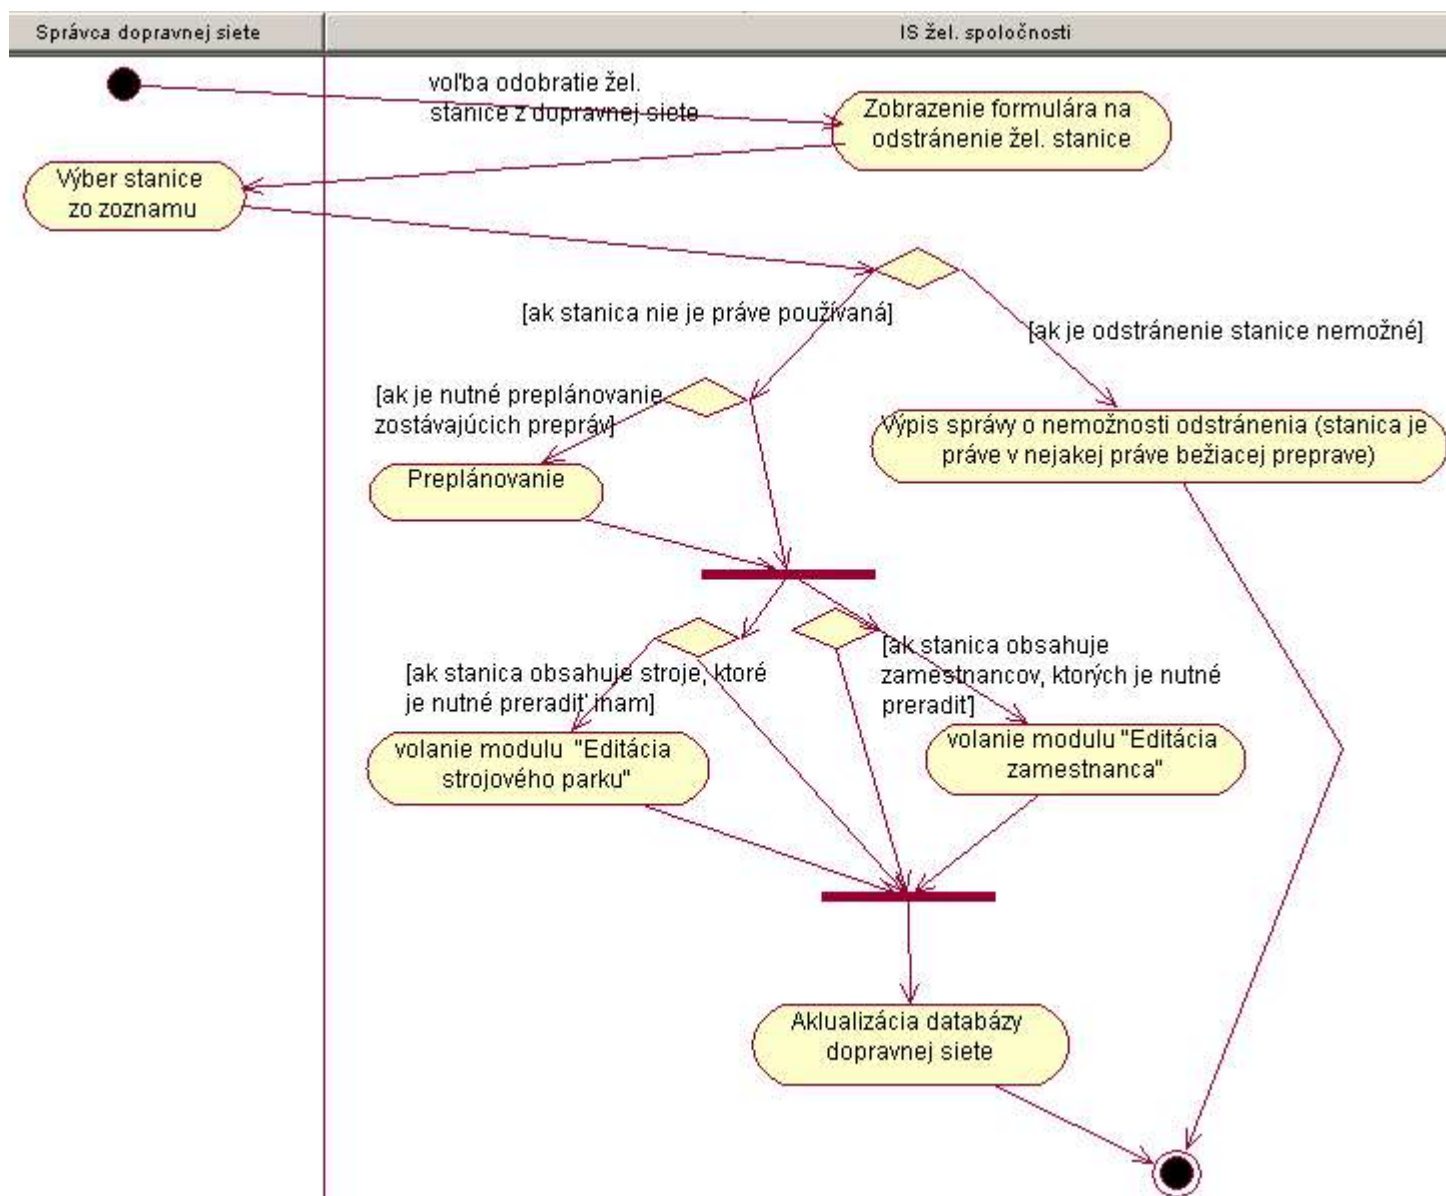 Správca dopravnej siete
IS žel. spoločnosti
voľba odobratie žel.
stanice z dopravnej siete
Zobrazenie formulára na
odstránenie žel. stanice
Výber stanice
zo zoznamu
[ak stanica nie je práve používaná]
[ak je odstránenie stanice nemožné]
[ak je nutné preplánovanie
zostávajúcich prepráv]
Výpis správy o nemožnosti odstránenia (stanica je
práve v nejakej práve bežiacej preprave)
Preplánovanie
[ak stanica obsahuje stroje, ktoré
je nutné preradiť inam]
[ak stanica obsahuje
zamestnancov, ktorých je nutné
preradiť]
volanie modulu "Editácia
strojového parku"
volanie modulu "Editácia
zamestnanca"
Aklualizácia databázy
dopravnej siete